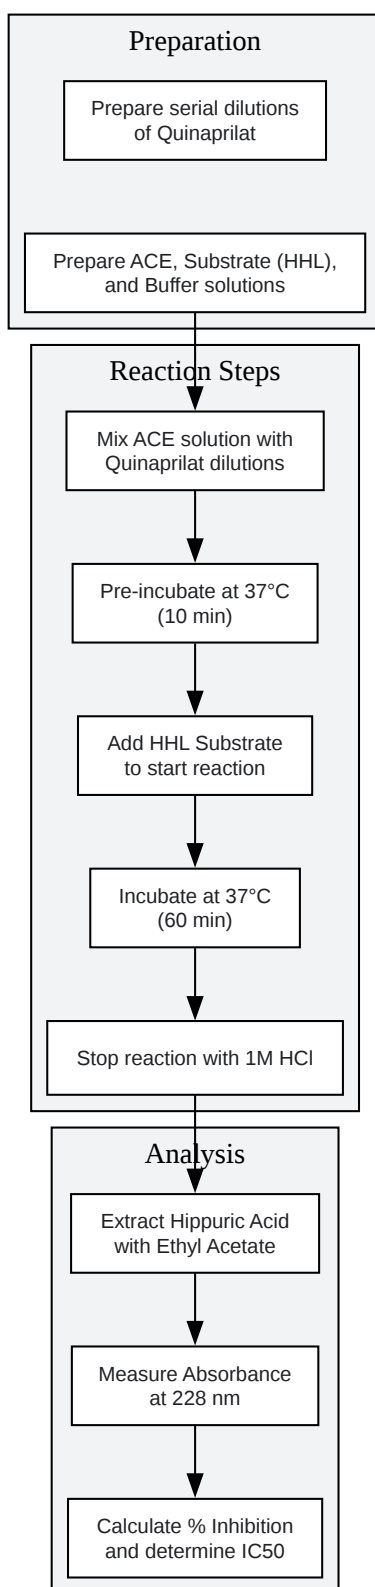 Preparation
Prepare serial dilutions
of Quinaprilat
Prepare ACE, Substrate (HHL),
and Buffer solutions
Reaction Steps
Mix ACE solution with
Quinaprilat dilutions
Pre-incubate at 37°C
(10 min)
Add HHL Substrate
to start reaction
Incubate at 37°C
(60 min)
Stop reaction with 1M HCl
Analysis
Extract Hippuric Acid
with Ethyl Acetate
Measure Absorbance
at 228 nm
Calculate % Inhibition
and determine IC50